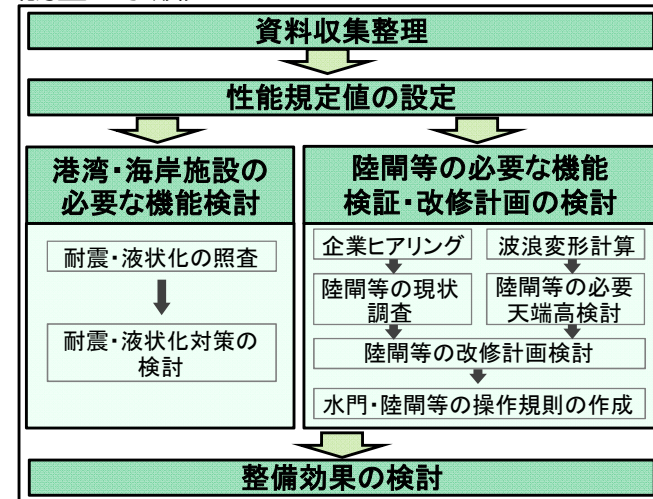 資料収集整理
性能規定値の設定
港湾・海岸施設の
必要な機能検討
耐震・液状化の照査
耐震・液状化対策の
検討
陸閘等の必要な機能
検証・改修計画の検討
企業ヒアリング
波浪変形計算
陸閘等の現状
調査
陸閘等の必要
天端高検討
陸閘等の改修計画検討
水門・陸閘等の操作規則の作成
整備効果の検討